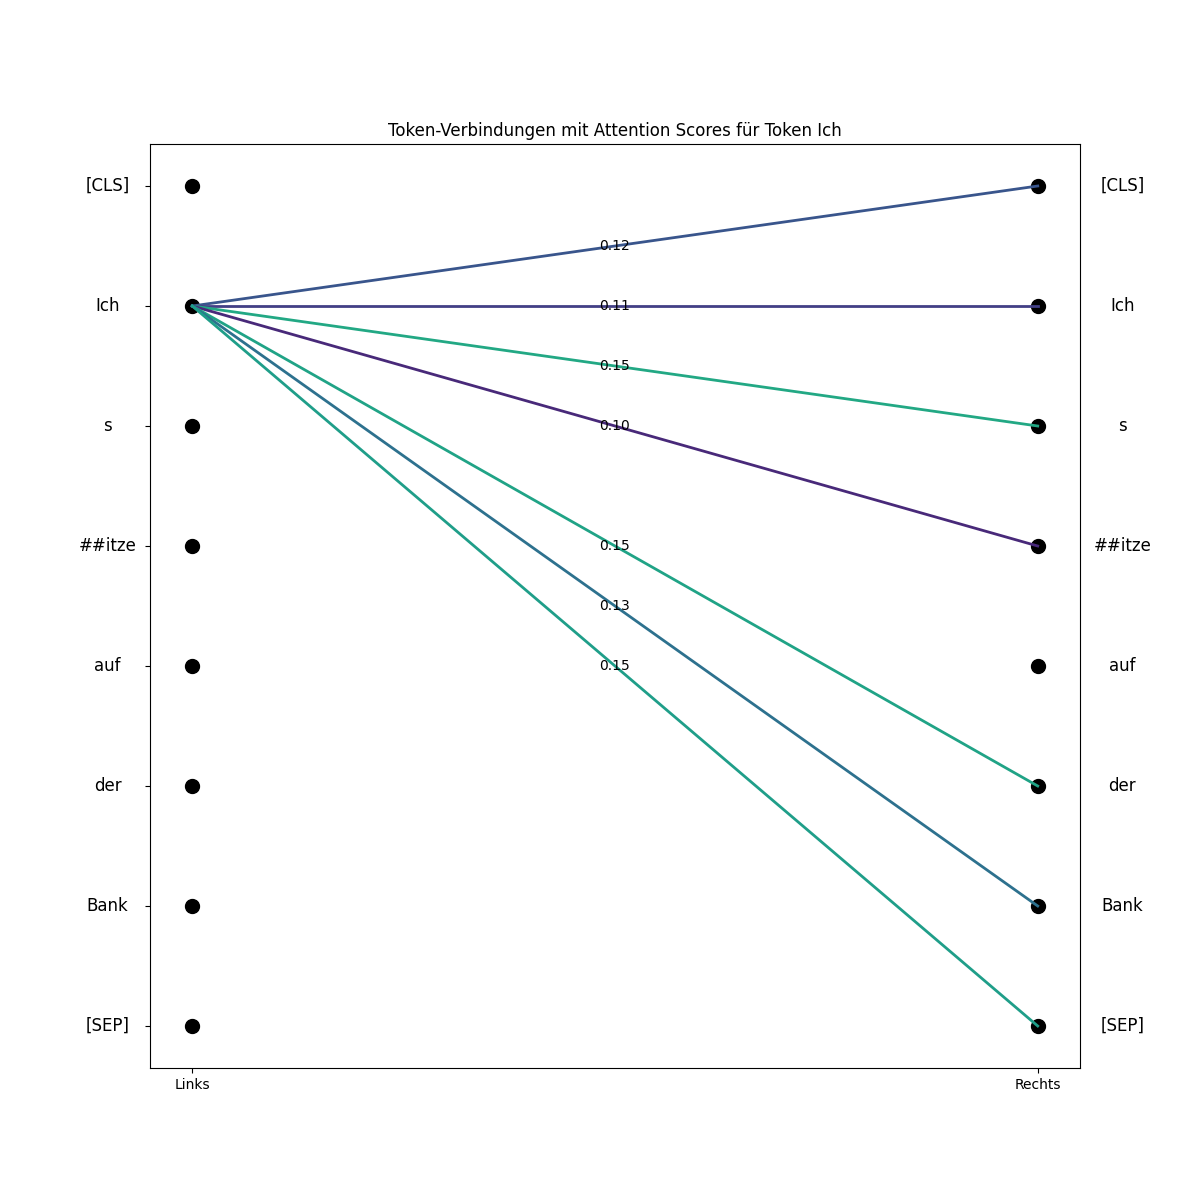 Token-Verbindungen mit Attention Scores für Token Ich
[CLS] [CLS]
0.12
Ich 0.11 Ich
0.15
s 0.10 s
##itze 0.15 ##itze
0.13
auf 0.15 auf
der der
Bank Bank
[SEP] [SEP]
Links Rechts